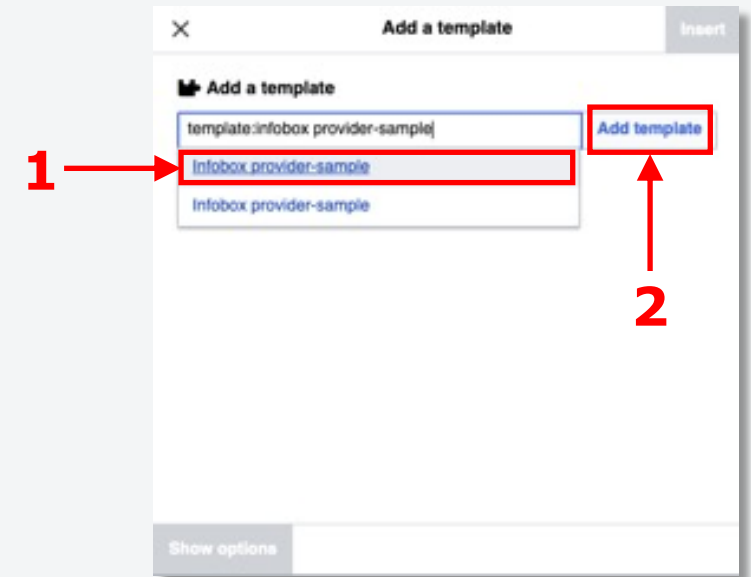 Add a template
Insert
Add a template
template:infobox provider-sample
Add template
1
Infobox provider-sample
Infobox provider-sample
2
Show options